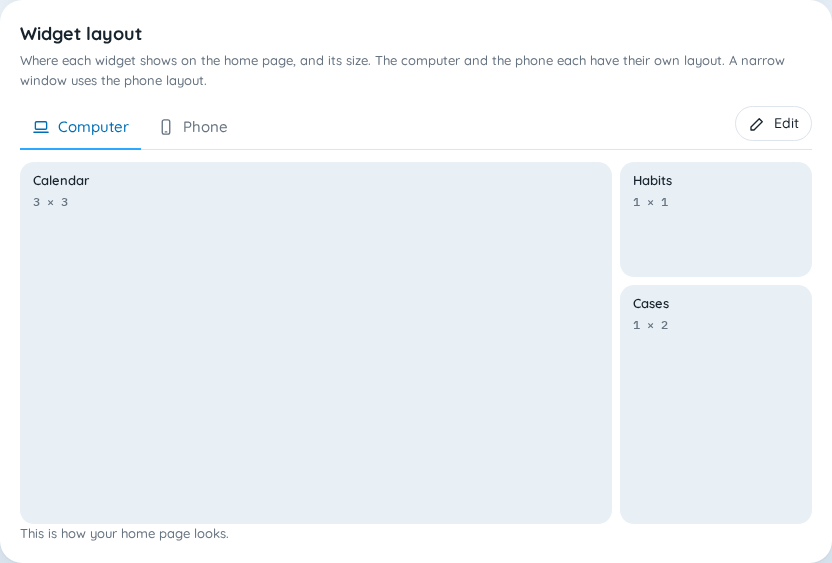 Widget layout
Where each widget shows on the home page, and its size. The computer and the phone each have their own layout. A narrow
window uses the phone layout.
Computer
Phone
Edit
Calendar
3 × 3
Habits
1 × 1
Cases
1 × 2
This is how your home page looks.